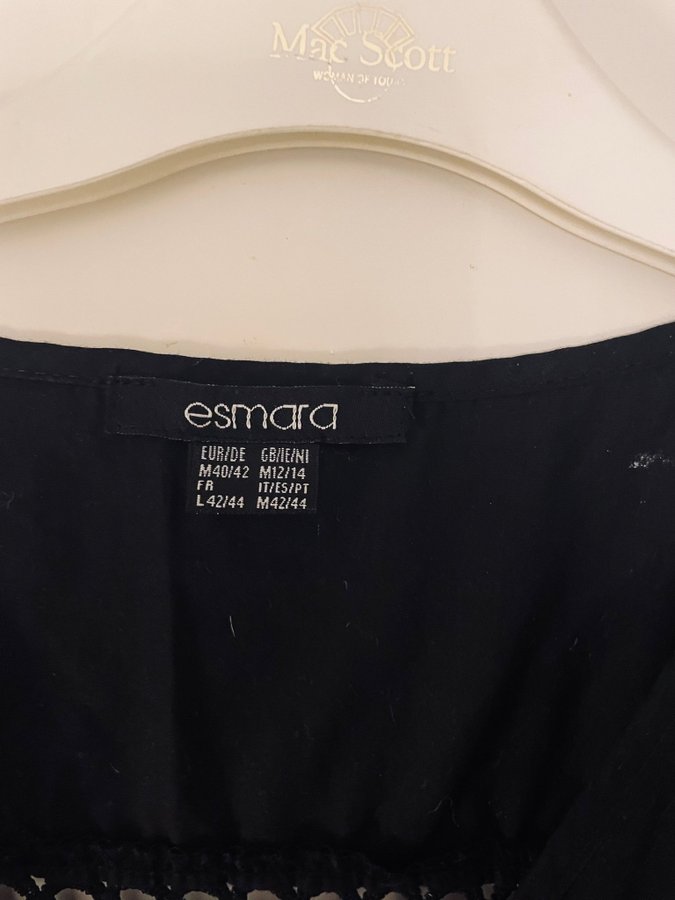 Mac Scott
WOMAN OF TODAY
esmara
EUR/DE GB/IE/NI
M40/42 M12/14
FR IT/ES/PT
L42/44 M42/44